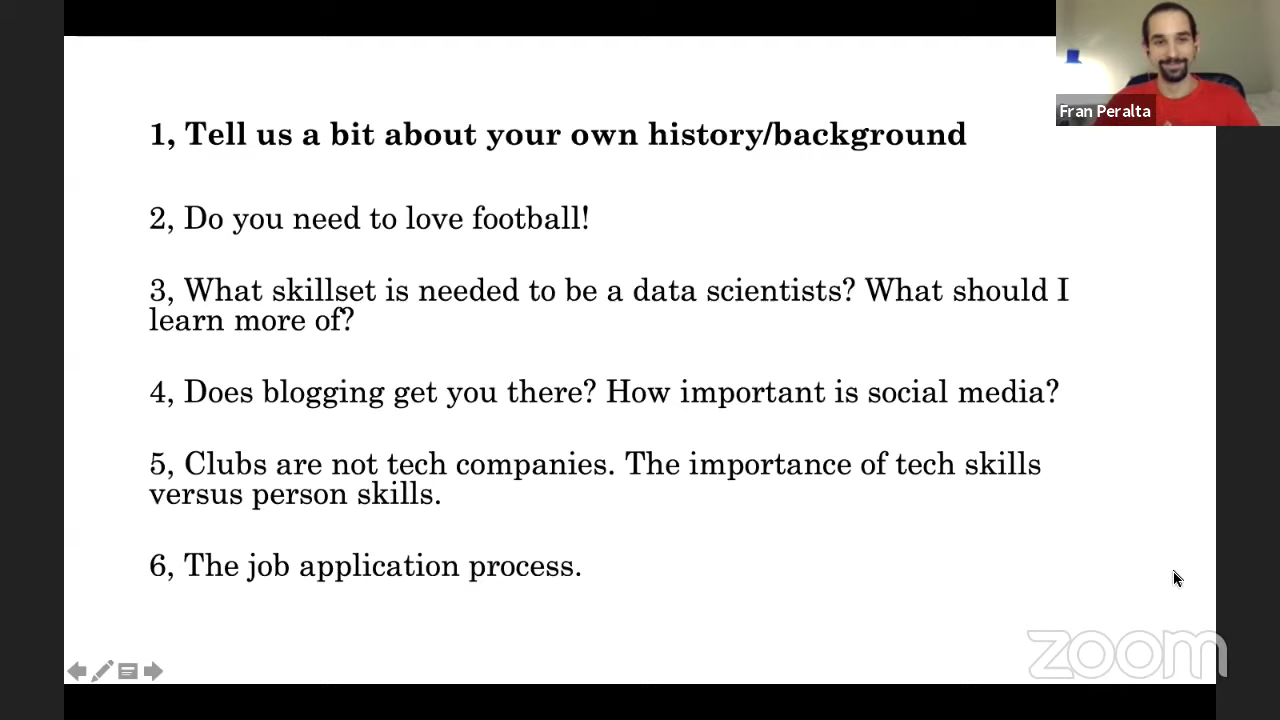 Fran Peralta
1, Tell us a bit about your own history/background
2, Do you need to love football!
3, What skillset is needed to be a data scientists? What should I
learn more of?
4, Does blogging get you there? How important is social media?
5, Clubs are not tech companies. The importance of tech skills
versus person skills.
6, The job application process.
zoom